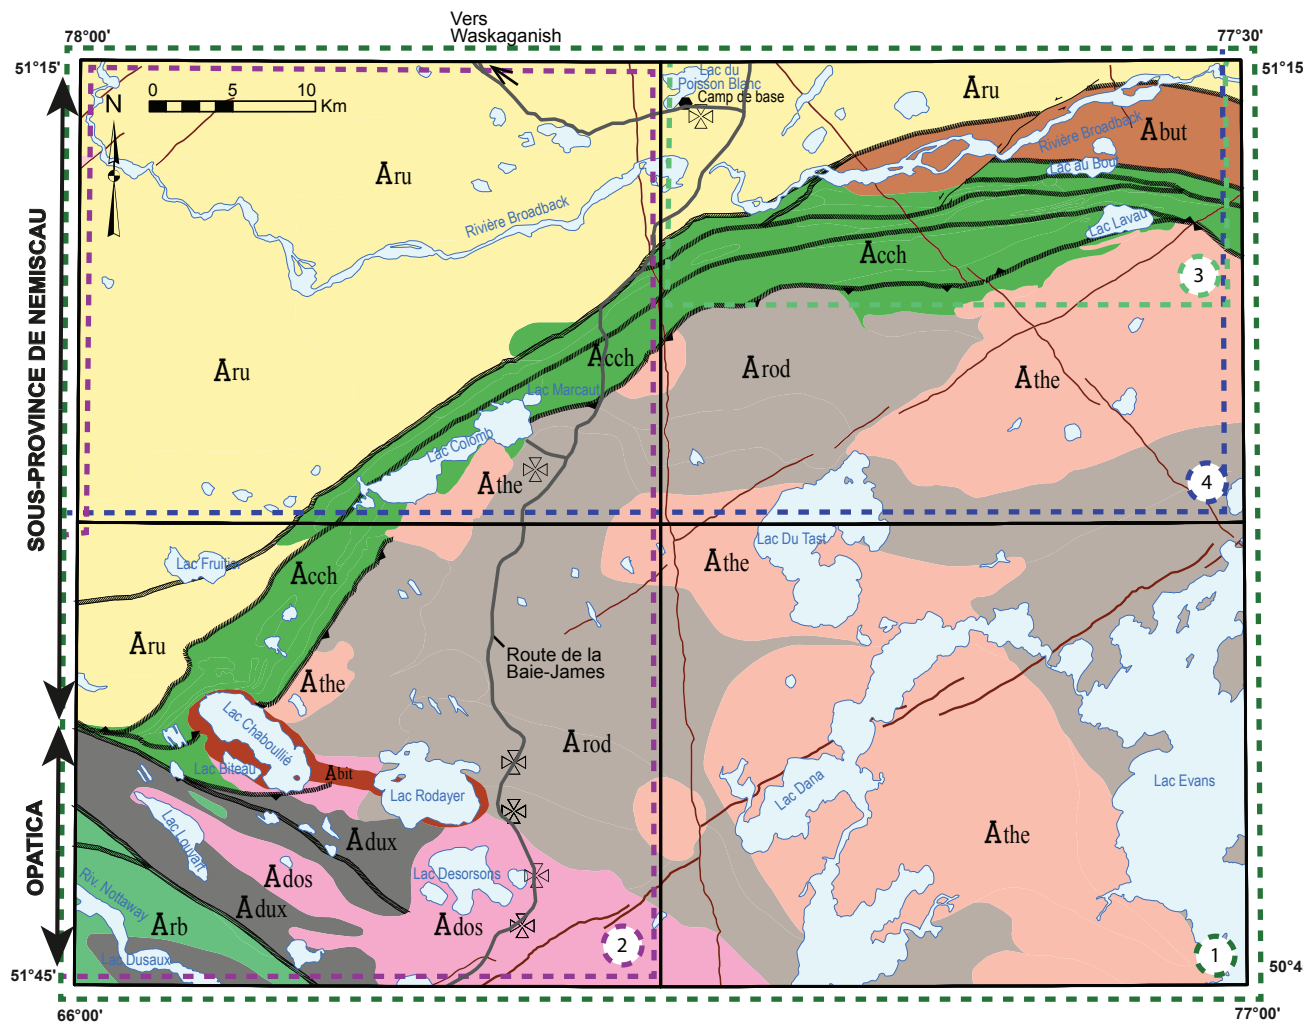 Vers
Waskaganish
78°00'
77°30'
51°15'
51°15
0 5 10
Km
N
Lac du
Poisson Blanc
Camp de base
Āru
Rivière Broadback
Ābut
Lac au Bout
Āru
Rivière Broadback
Lac Lavau
Ācch
3
SOUS-PROVINCE DE NEMISCAU
Āru
Ācch
Ārod
Āthe
Lac Marcaut
Lac Colomb
Āthe
4
Lac Du Tast
Lac Fruitier
Ācch
Āthe
Āru
Route de la
Baie-James
Āthe
Lac Chaboullié
Ārod
Lac Biteau
Abit
Lac Rodayer
Lac Dana
Lac Evans
OPATICA
Lac Louvart
Ādux
Āthe
Ādos
Lac Desorsons
Riv. Nottaway
Ādux
Ārb
Ādos
2
1
Lac Dusaux
51°45'
50°4
66°00'
77°00'